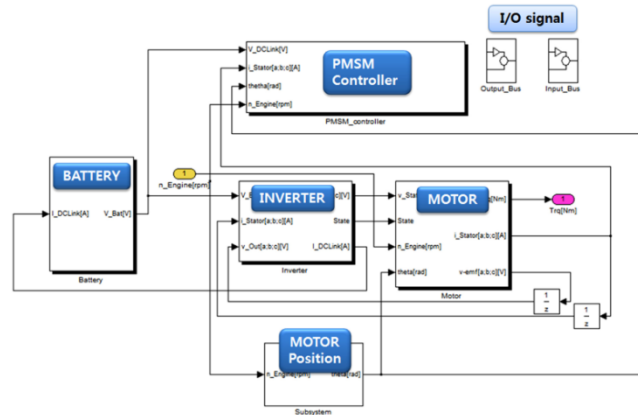 I/O signal
V_DCLink[V]
i_Stator[a;b;c][A]
thetha[rad]
n_Engine[rpm]
PMSM
Controller
PMSM_controller
Output_Bus
Input_Bus
BATTERY
I_DCLink[A]
V_Bat[V]
Battery
1
n_Engine[rpm]
INVERTER
c][V]
i_Stator[a;b;c][A]
State
v_Out[a;b;c][V]
I_DCLink[A]
Inverter
MOTOR
v_Sta
[Nm]
State
i_Stator[a;b;c][A]
n_Engine[rpm]
theta[rad]
v-emf[a;b;c][V]
Motor
1
Trq[Nm]
1
z
1
z
MOTOR
Position
n_Engine[rpm]
theta[rad]
Subsystem